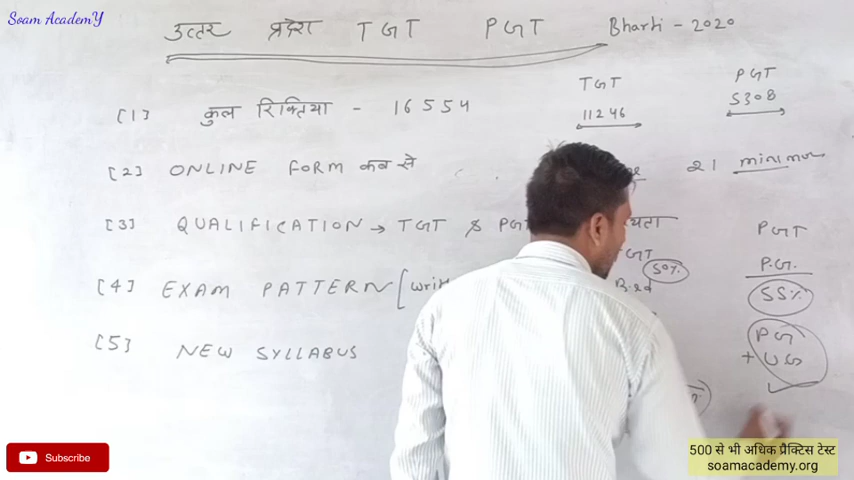 Soam AcademY
उत्तर प्रदेश TGT PGT Bharti - 2020
[1] कुल रिक्तिया - 16554
TGT
11246
PGT
5308
[2] ONLINE FORM कब से
21 minimum
[3] QUALIFICATION → TGT & PGT
[4] EXAM PATTERN [writ
[5] NEW SYLLABUS
50%
B.Ed
PGT
P.G.
55%
PG
+ UG
Subscribe
500 से भी अधिक प्रैक्टिस टेस्ट
soamacademy.org